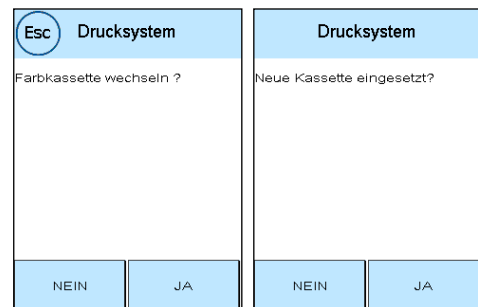 Esc Drucksystem
Farbkassette wechseln ?
NEIN JA
Drucksystem
Neue Kassette eingesetzt?
NEIN JA